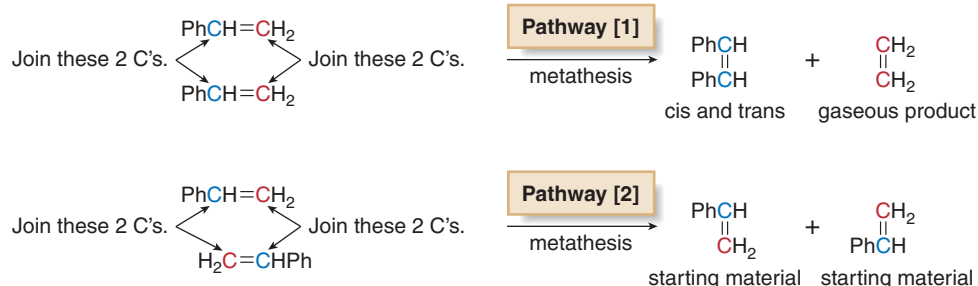 PhCH=CH2
Pathway [1]
Join these 2 C's. Join these 2 C's. metathesis PhCH=PhCH + CH2=CH2
PhCH=CH2
cis and trans gaseous product
PhCH=CH2
Pathway [2]
Join these 2 C's. Join these 2 C's. metathesis PhCH=CH2 + CH2=PhCH
H2C=CHPh
starting material starting material